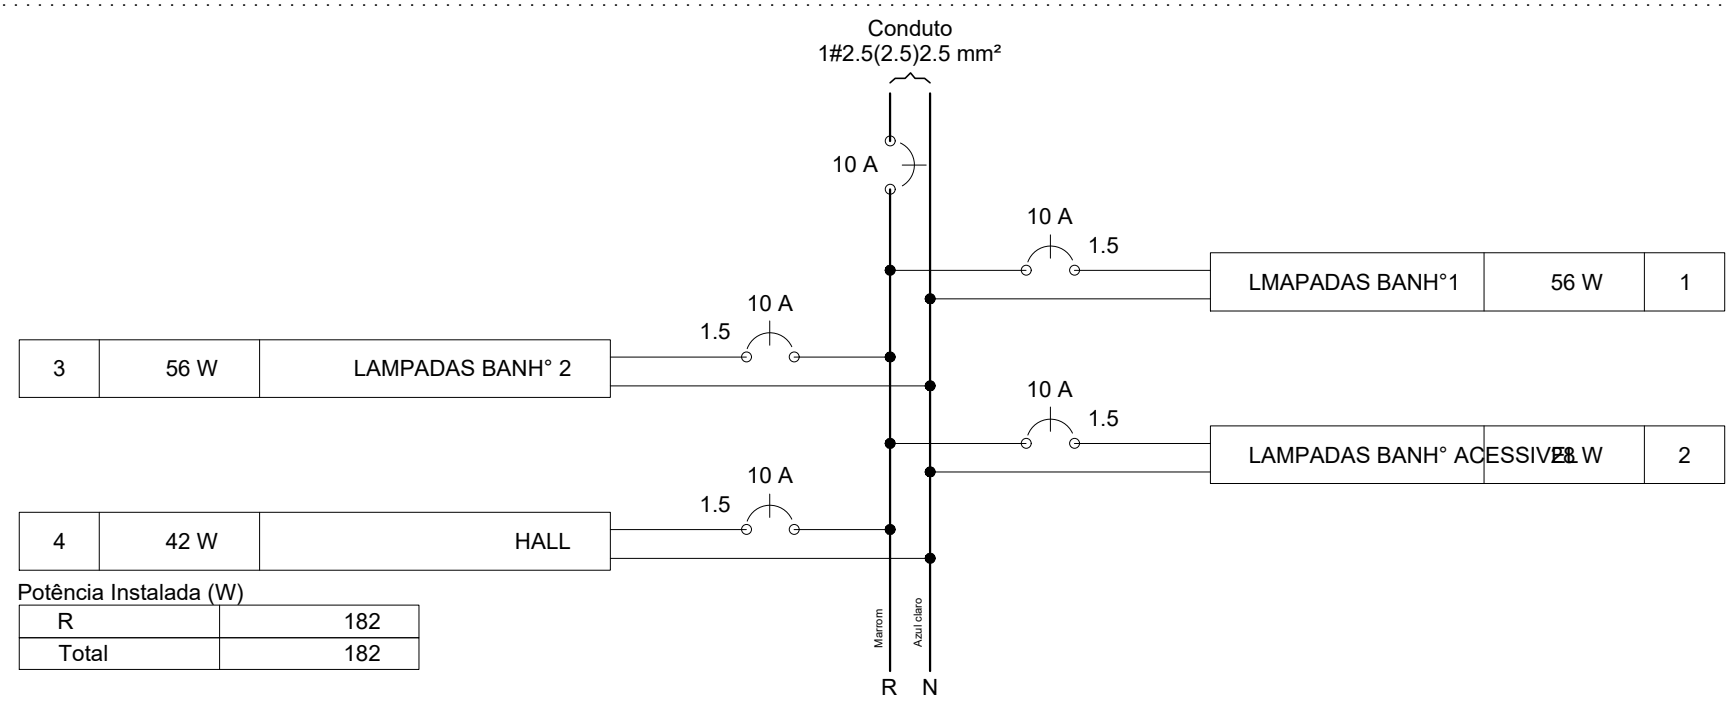 Conduto
1#2.5(2.5)2.5 mm²
10 A
10 A
1.5
LMAPADAS BANH°1 56 W 1
10 A
1.5
3 56 W LAMPADAS BANH° 2
10 A
1.5
LAMPADAS BANH° ACESSIVEL 28 W 2
10 A
1.5
4 42 W HALL
Potência Instalada (W)
R 182
Total 182
Marrom
Azul claro
R N